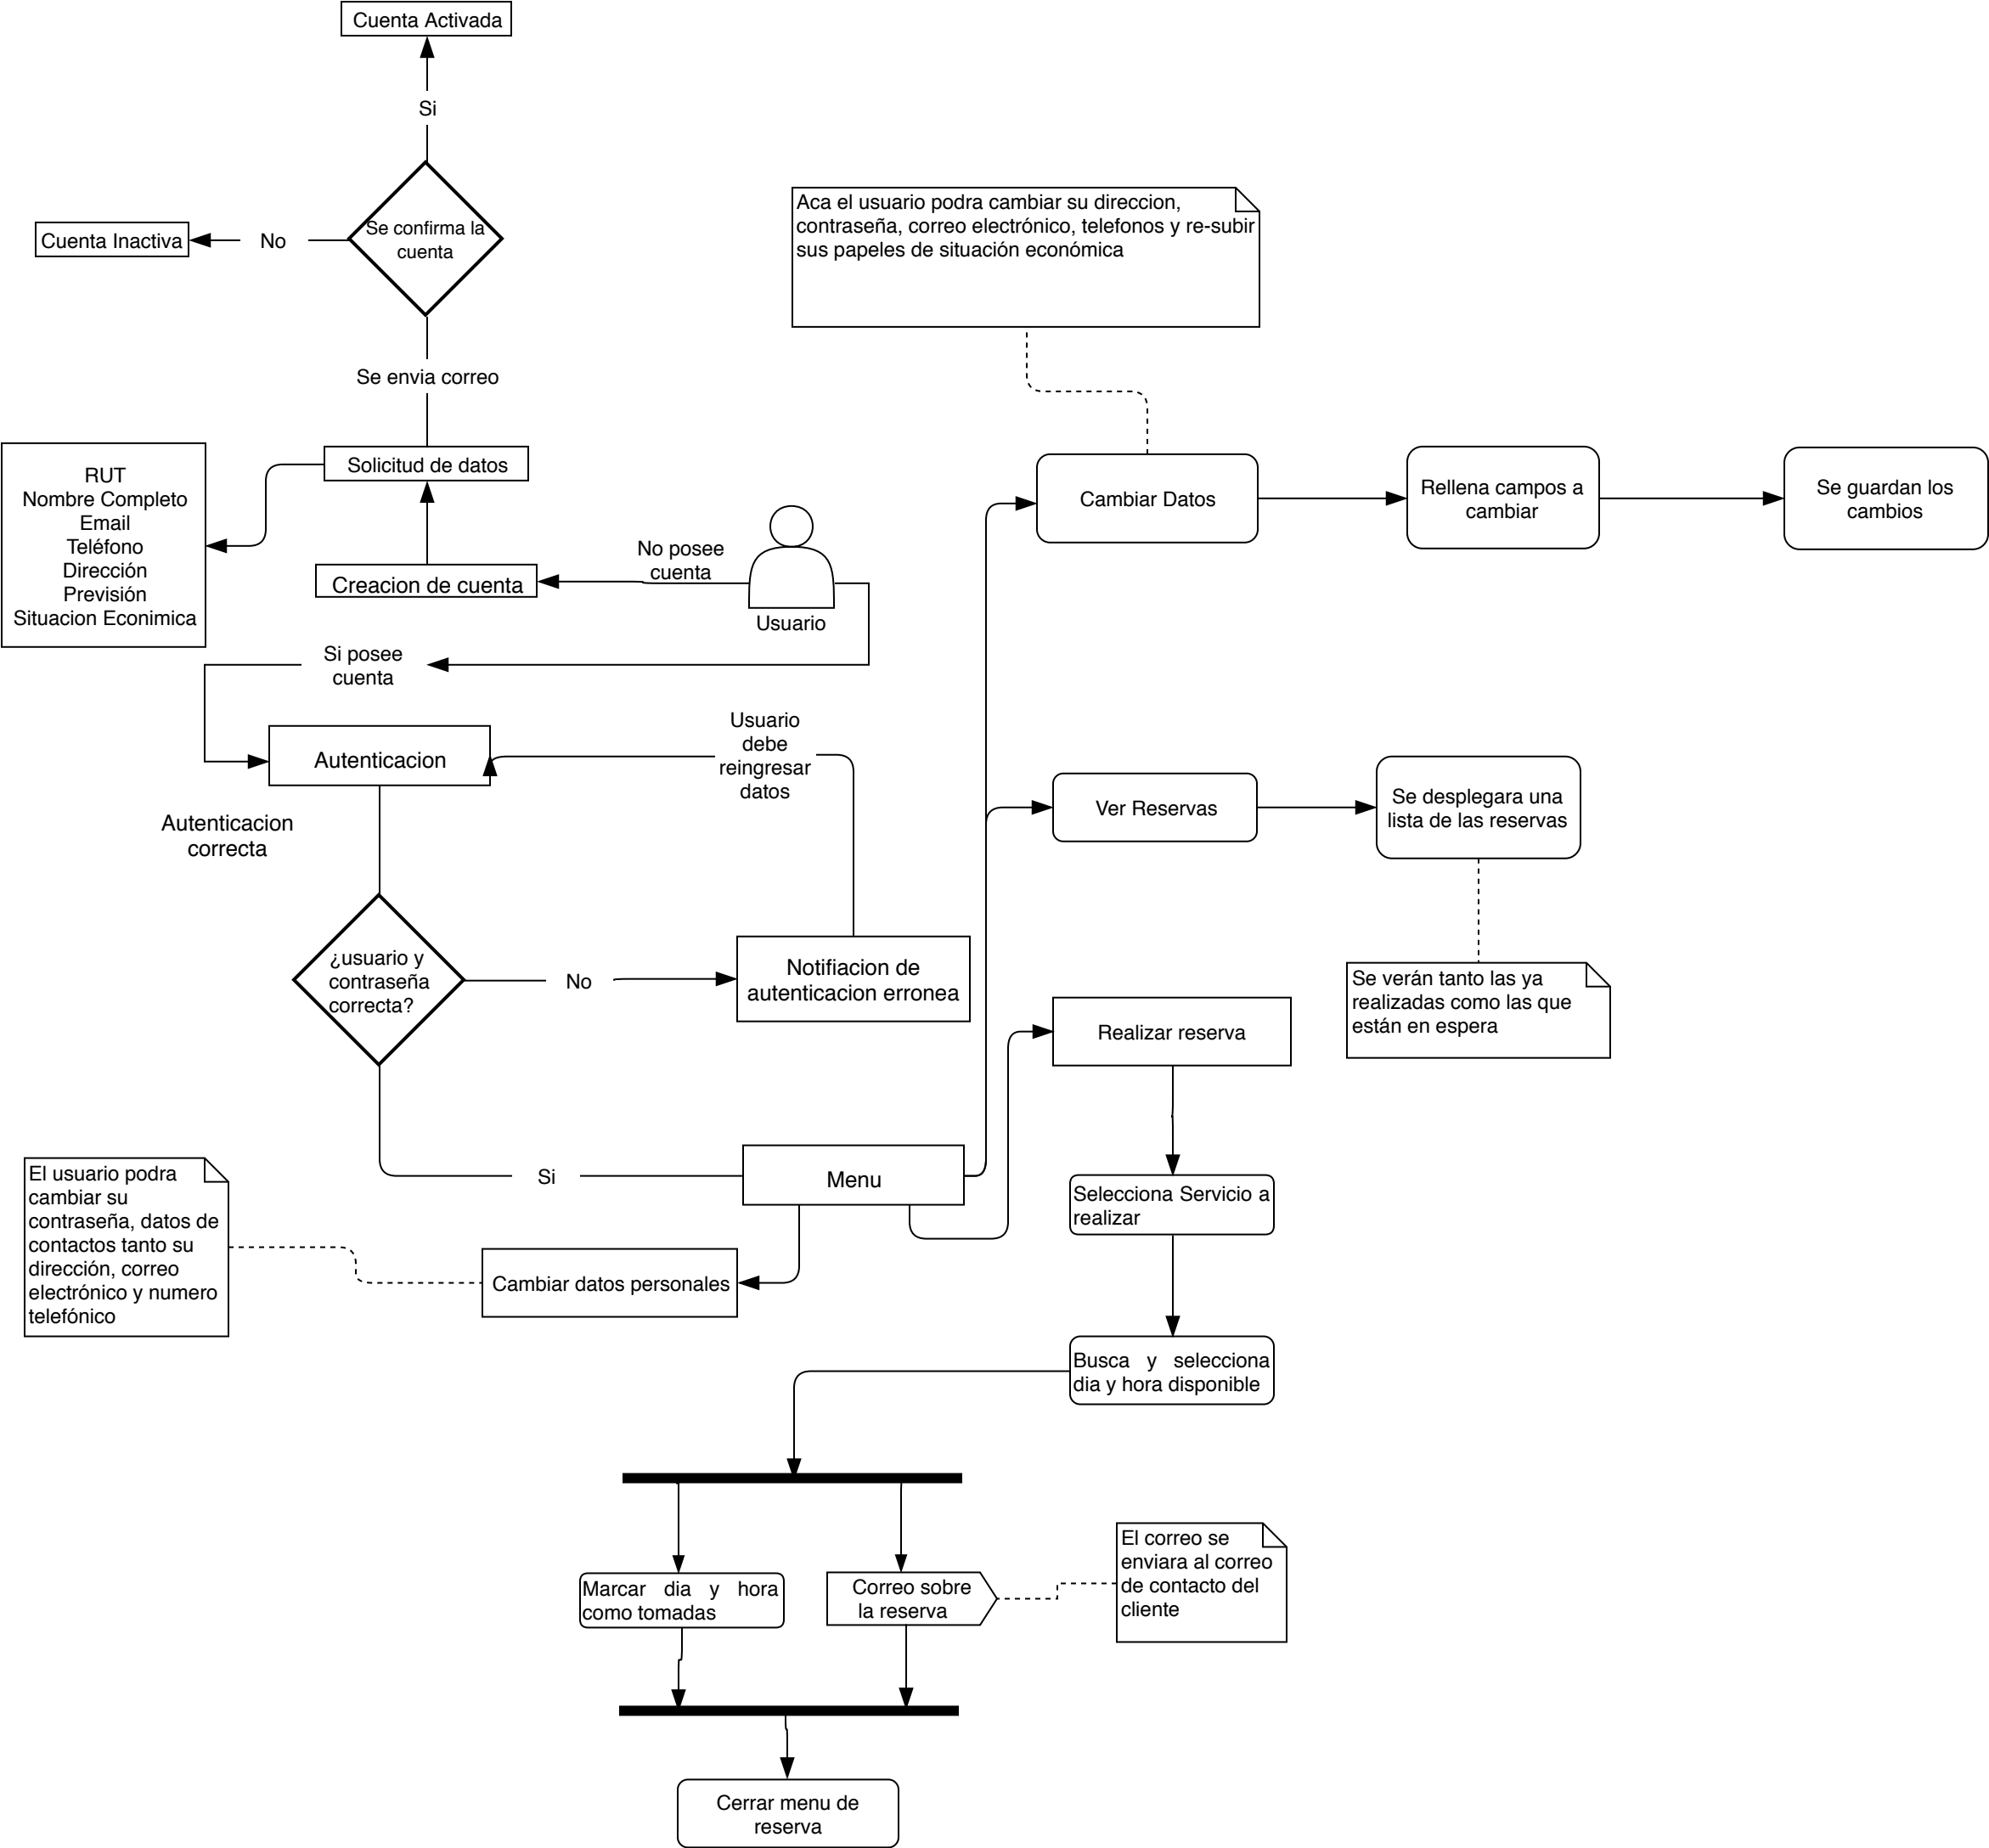 Cuenta Activada
Si
Se confirma la
cuenta
No
Cuenta Inactiva
Se envia correo
Solicitud de datos
RUT
Nombre Completo
Email
Teléfono
Dirección
Previsión
Situacion Econimica
Creacion de cuenta
No posee
cuenta
Usuario
Si posee
cuenta
Autenticacion
Usuario
debe
reingresar
datos
Autenticacion
correcta
¿usuario y
contraseña
correcta?
No
Notifiacion de
autenticacion erronea
Si
Menu
Cambiar datos personales
El usuario podra
cambiar su
contraseña, datos de
contactos tanto su
dirección, correo
electrónico y numero
telefónico
Aca el usuario podra cambiar su direccion,
contraseña, correo electrónico, telefonos y re-subir
sus papeles de situación económica
Cambiar Datos
Rellena campos a
cambiar
Se guardan los
cambios
Ver Reservas
Se desplegara una
lista de las reservas
Se verán tanto las ya
realizadas como las que
están en espera
Realizar reserva
Selecciona Servicio a
realizar
Busca y selecciona
dia y hora disponible
Marcar dia y hora
como tomadas
Correo sobre
la reserva
El correo se
enviara al correo
de contacto del
cliente
Cerrar menu de
reserva